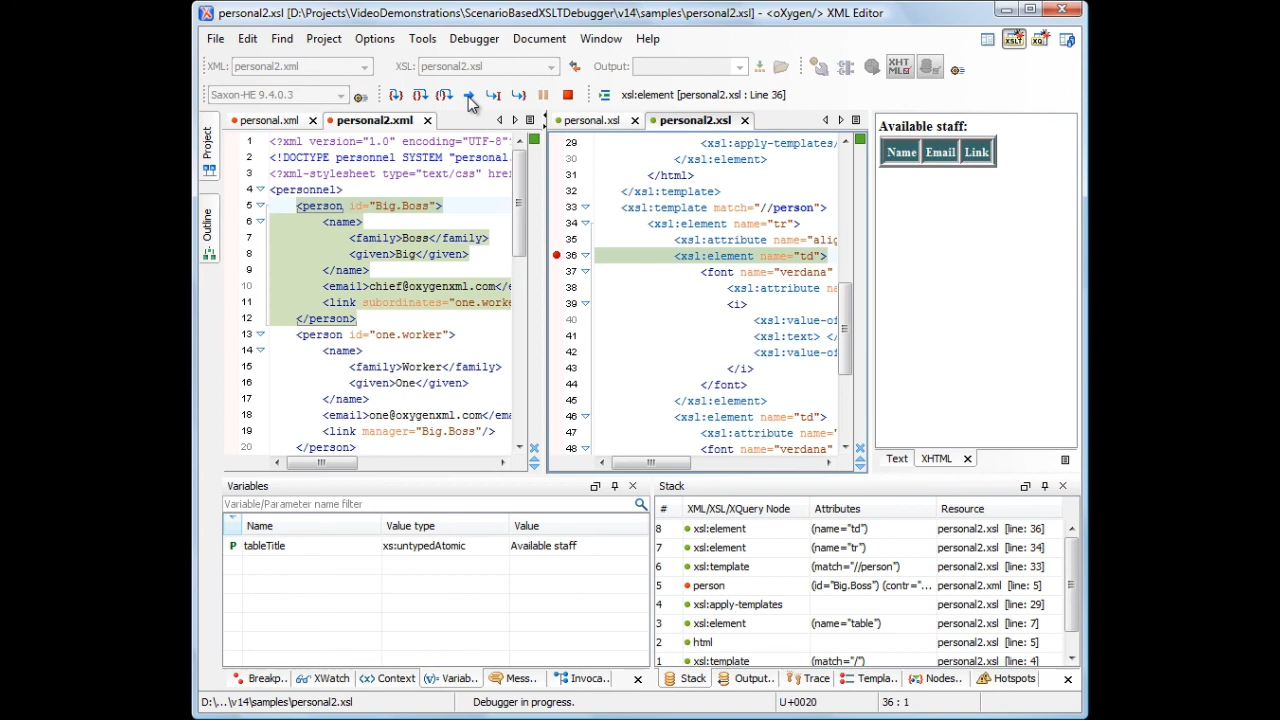 personal2.xsl [D:\Projects\VideoDemonstrations\ScenarioBasedXSLTDebugger\v14\samples\personal2.xsl] - <oXygen/> XML Editor
File Edit Find Project Options Tools Debugger Document Window Help
XML: personal2.xml XSL: personal2.xsl Output:
Saxon-HE 9.4.0.3 xsl:element [personal2.xsl : Line 36]
personal.xml personal2.xml
Project
Outline
1 <?xml version="1.0" encoding="UTF-8"
2 <!DOCTYPE personnel SYSTEM "personal.
3 <?xml-stylesheet type="text/css" href
4 <personnel>
5 <person id="Big.Boss">
6 <name>
7 <family>Boss</family>
8 <given>Big</given>
9 </name>
10 <email>chief@oxygenxml.com</e
11 <link subordinates="one.worke
12 </person>
13 <person id="one.worker">
14 <name>
15 <family>Worker</family>
16 <given>One</given>
17 </name>
18 <email>one@oxygenxml.com</ema
19 <link manager="Big.Boss"/>
20 </person>
personal.xsl personal2.xsl
29 <xsl:apply-templates/
30 </xsl:element>
31 </html>
32 </xsl:template>
33 <xsl:template match="//person">
34 <xsl:element name="tr">
35 <xsl:attribute name="alig
36 <xsl:element name="td">
37 <font name="verdana"
38 <xsl:attribute na
39 <i>
40 <xsl:value-of
41 <xsl:text> </
42 <xsl:value-of
43 </i>
44 </font>
45 </xsl:element>
46 <xsl:element name="td">
47 <xsl:attribute name="
48 <font name="verdana"
Available staff:
Name Email Link
Text XHTML
Variables
Variable/Parameter name filter
Name Value type Value
P tableTitle xs:untypedAtomic Available staff
Stack
# XML/XSL/XQuery Node Attributes Resource
8 xsl:element (name="td") personal2.xsl [line: 36]
7 xsl:element (name="tr") personal2.xsl [line: 34]
6 xsl:template (match="//person") personal2.xsl [line: 33]
5 person (id="Big.Boss") (contr="... personal2.xml [line: 5]
4 xsl:apply-templates personal2.xsl [line: 29]
3 xsl:element (name="table") personal2.xsl [line: 7]
2 html personal2.xsl [line: 5]
1 xsl:template (match="/") personal2.xsl [line: 4]
Breakp.. XWatch Context Variab.. Mess.. Invoca.. Stack Output.. Trace Templa.. Nodes.. Hotspots
D:\...\v14\samples\personal2.xsl Debugger in progress. U+0020 36 : 1